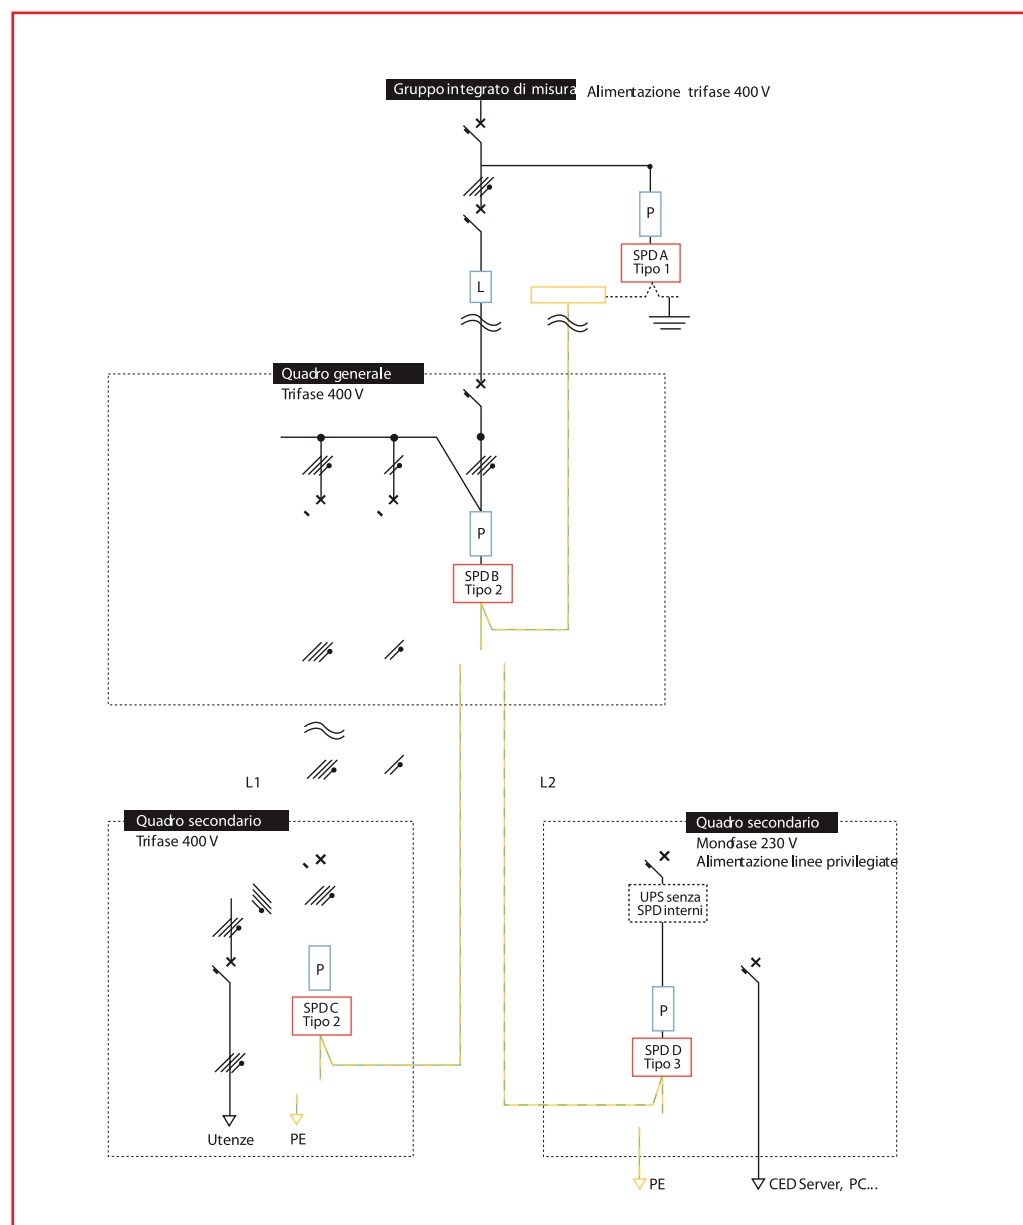 Gruppo integrato di misura
Alimentazione trifase 400 V
P
SPD A
Tipo 1
L
Quadro generale
Trifase 400 V
P
SPD B
Tipo 2
L1
L2
Quadro secondario
Trifase 400 V
Quadro secondario
Monofase 230 V
Alimentazione linee privilegiate
UPS senza
SPD interni
P
SPD C
Tipo 2
P
SPD D
Tipo 3
Utenze
PE
PE
CED Server, PC...